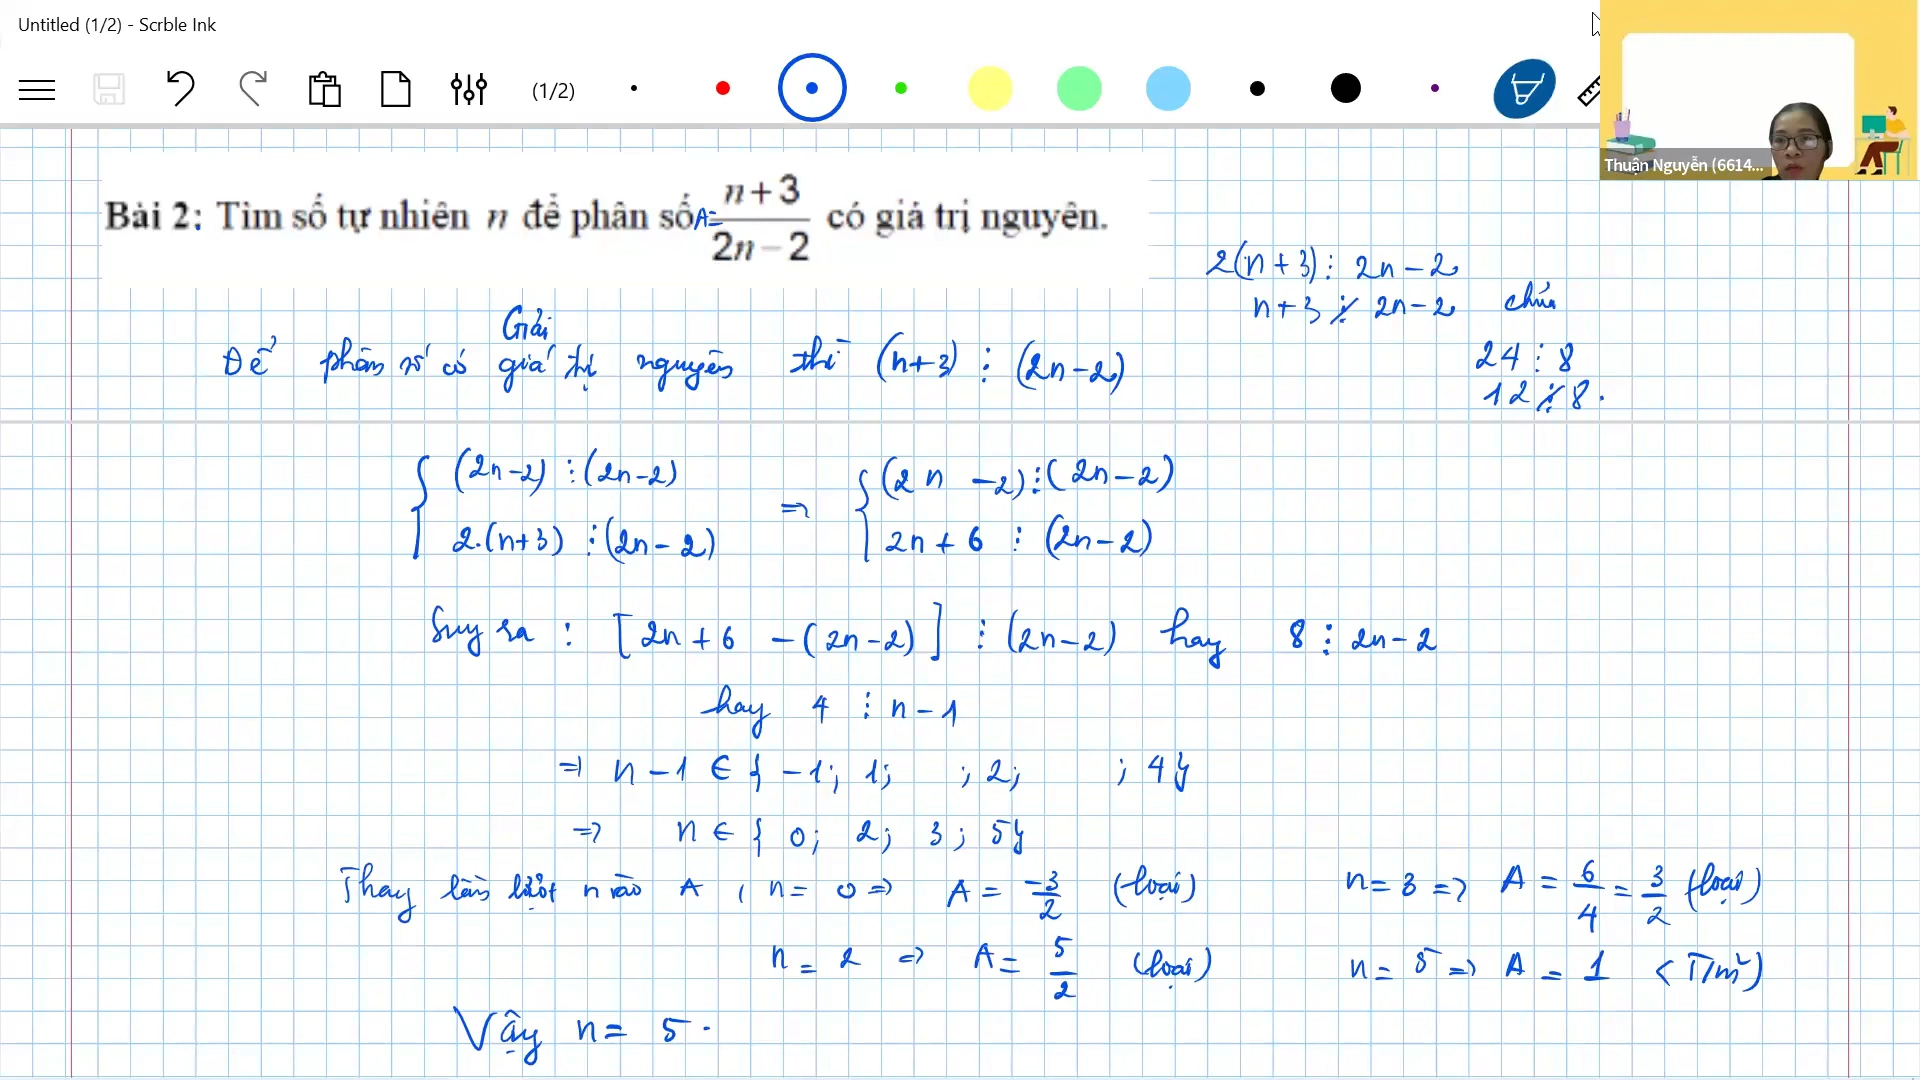 Untitled (1/2) - Scrble Ink
(1/2)
Thuận Nguyễn (6614...
Bài 2: Tìm số tự nhiên n để phân số A= (n+3)/(2n-2) có giá trị nguyên.
2(n+3) ⋮ 2n-2
n+3 ⋮̸ 2n-2 chưa
24 ⋮ 8
12 ⋮̸ 8.
Giải
Để phân số có giá trị nguyên thì (n+3) ⋮ (2n-2)
{ (2n-2) ⋮ (2n-2) => { (2n-2) ⋮ (2n-2)
2.(n+3) ⋮ (2n-2) 2n+6 ⋮ (2n-2)
Suy ra : [2n+6 -(2n-2)] ⋮ (2n-2) hay 8 ⋮ 2n-2
hay 4 ⋮ n-1
=> n-1 ∈ { -1; 1; ; 2; ; 4}
=> n ∈ { 0; 2; 3; 5}
Thay lần lượt n vào A , n = 0 => A = -3/2 (loại) n = 3 => A = 6/4 = 3/2 (loại)
n = 2 => A = 5/2 (loại) n = 5 => A = 1 (T/m²)
Vậy n = 5.